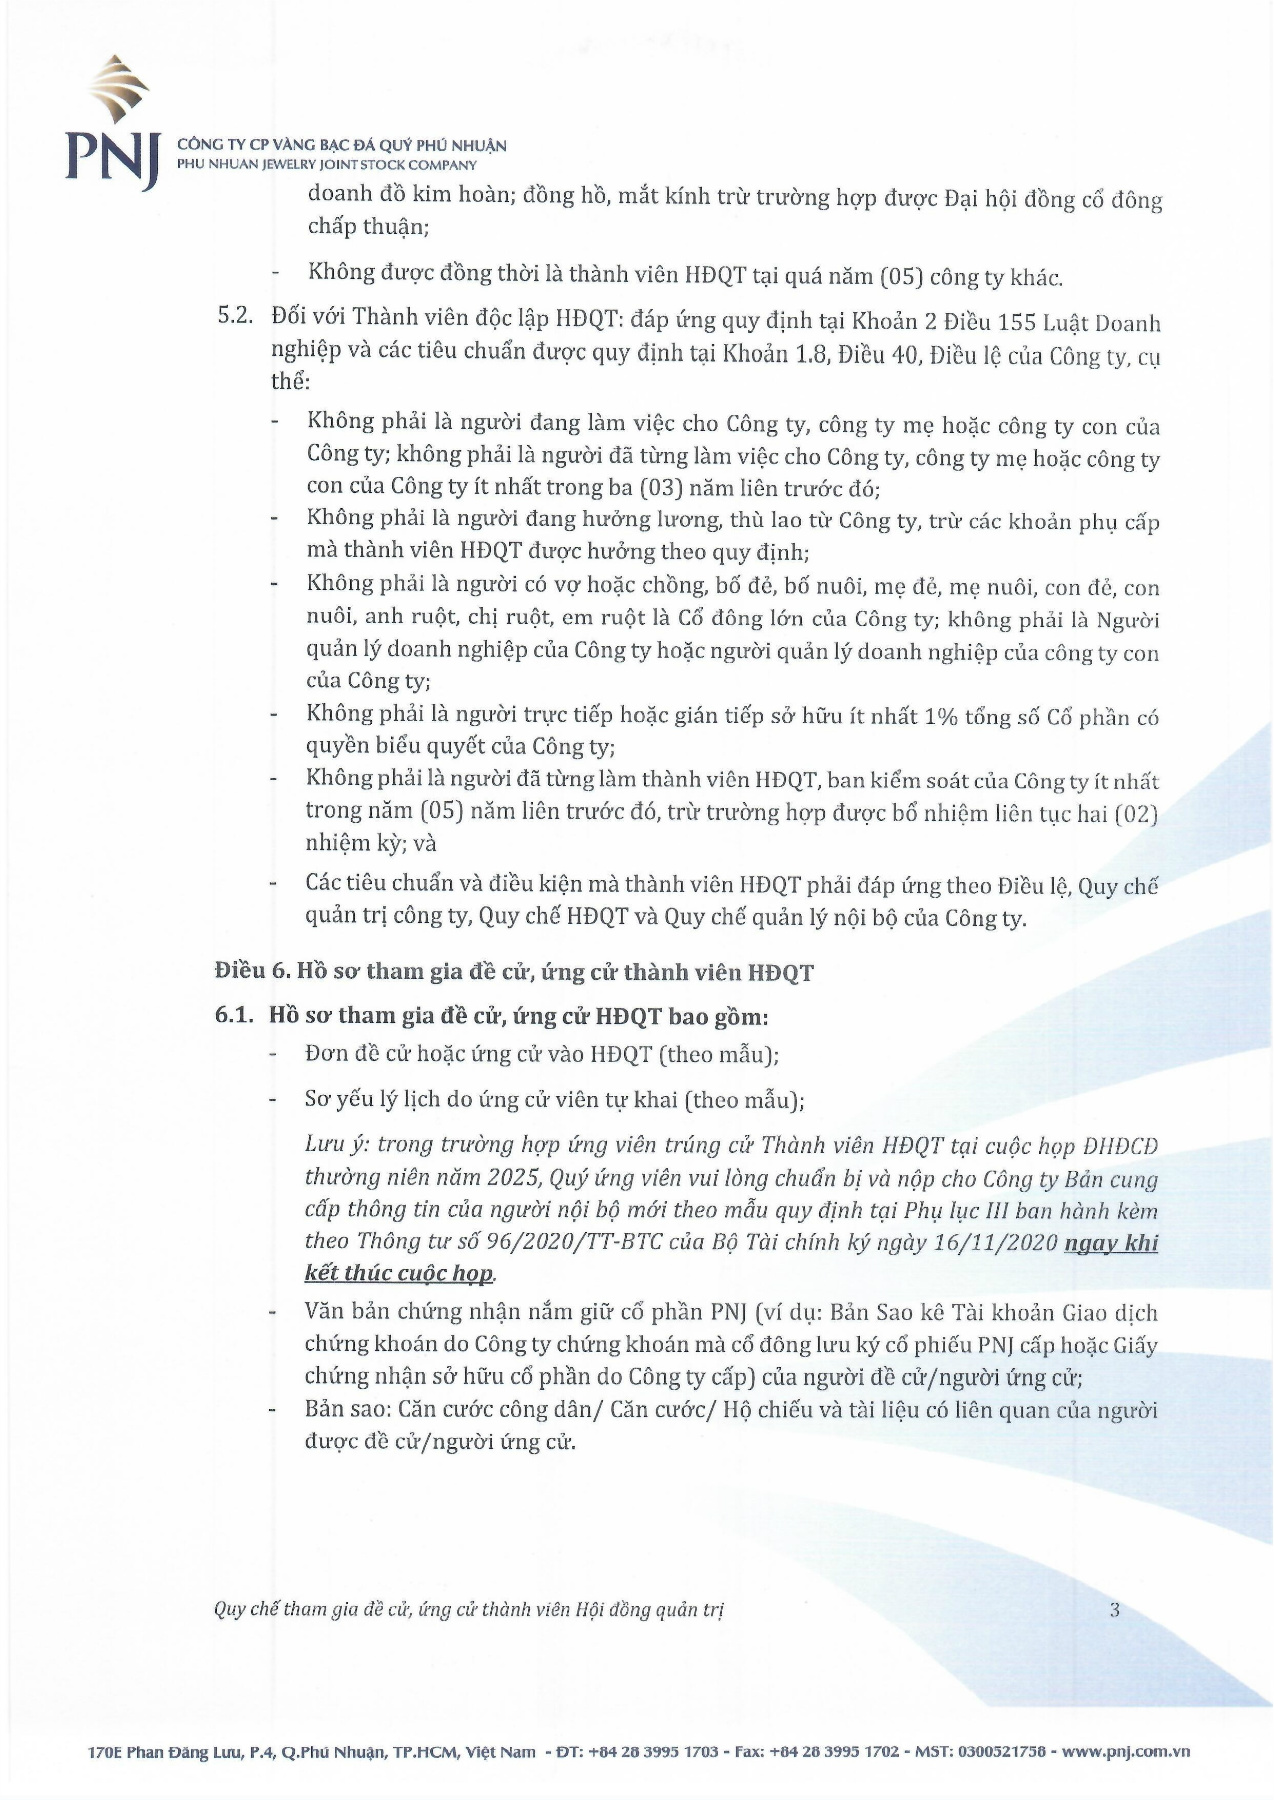 PNJ
CÔNG TY CP VÀNG BẠC ĐÁ QUÝ PHÚ NHUẬN
PHU NHUAN JEWELRY JOINT STOCK COMPANY
doanh đồ kim hoàn; đồng hồ, mắt kính trừ trường hợp được Đại hội đồng cổ đông
chấp thuận;
- Không được đồng thời là thành viên HĐQT tại quá năm (05) công ty khác.
5.2. Đối với Thành viên độc lập HĐQT: đáp ứng quy định tại Khoản 2 Điều 155 Luật Doanh
nghiệp và các tiêu chuẩn được quy định tại Khoản 1.8, Điều 40, Điều lệ của Công ty, cụ
thể:
- Không phải là người đang làm việc cho Công ty, công ty mẹ hoặc công ty con của
Công ty; không phải là người đã từng làm việc cho Công ty, công ty mẹ hoặc công ty
con của Công ty ít nhất trong ba (03) năm liên trước đó;
- Không phải là người đang hưởng lương, thù lao từ Công ty, trừ các khoản phụ cấp
mà thành viên HĐQT được hưởng theo quy định;
- Không phải là người có vợ hoặc chồng, bố đẻ, bố nuôi, mẹ đẻ, mẹ nuôi, con đẻ, con
nuôi, anh ruột, chị ruột, em ruột là Cổ đông lớn của Công ty; không phải là Người
quản lý doanh nghiệp của Công ty hoặc người quản lý doanh nghiệp của công ty con
của Công ty;
- Không phải là người trực tiếp hoặc gián tiếp sở hữu ít nhất 1% tổng số Cổ phần có
quyền biểu quyết của Công ty;
- Không phải là người đã từng làm thành viên HĐQT, ban kiểm soát của Công ty ít nhất
trong năm (05) năm liên trước đó, trừ trường hợp được bổ nhiệm liên tục hai (02)
nhiệm kỳ; và
- Các tiêu chuẩn và điều kiện mà thành viên HĐQT phải đáp ứng theo Điều lệ, Quy chế
quản trị công ty, Quy chế HĐQT và Quy chế quản lý nội bộ của Công ty.
Điều 6. Hồ sơ tham gia đề cử, ứng cử thành viên HĐQT
6.1. Hồ sơ tham gia đề cử, ứng cử HĐQT bao gồm:
- Đơn đề cử hoặc ứng cử vào HĐQT (theo mẫu);
- Sơ yếu lý lịch do ứng cử viên tự khai (theo mẫu);
Lưu ý: trong trường hợp ứng viên trúng cử Thành viên HĐQT tại cuộc họp ĐHĐCĐ
thường niên năm 2025, Quý ứng viên vui lòng chuẩn bị và nộp cho Công ty Bản cung
cấp thông tin của người nội bộ mới theo mẫu quy định tại Phụ lục III ban hành kèm
theo Thông tư số 96/2020/TT-BTC của Bộ Tài chính ký ngày 16/11/2020 ngay khi
kết thúc cuộc họp.
- Văn bản chứng nhận nắm giữ cổ phần PNJ (ví dụ: Bản Sao kê Tài khoản Giao dịch
chứng khoán do Công ty chứng khoán mà cổ đông lưu ký cổ phiếu PNJ cấp hoặc Giấy
chứng nhận sở hữu cổ phần do Công ty cấp) của người đề cử/người ứng cử;
- Bản sao: Căn cước công dân/ Căn cước/ Hộ chiếu và tài liệu có liên quan của người
được đề cử/người ứng cử.
Quy chế tham gia đề cử, ứng cử thành viên Hội đồng quản trị 3
170E Phan Đăng Lưu, P.4, Q.Phú Nhuận, TP.HCM, Việt Nam - ĐT: +84 28 3995 1703 - Fax: +84 28 3995 1702 - MST: 0300521758 - www.pnj.com.vn